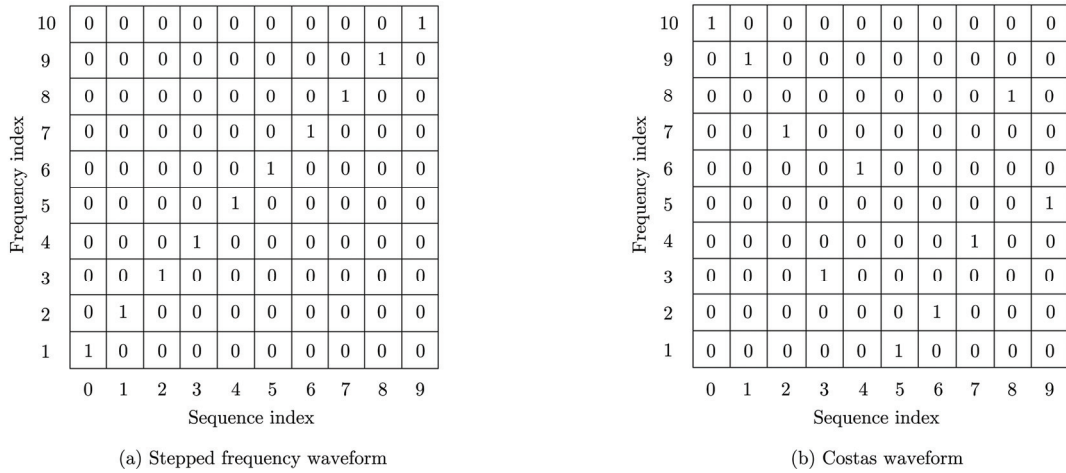 10 0 0 0 0 0 0 0 0 0 1
9 0 0 0 0 0 0 0 0 1 0
8 0 0 0 0 0 0 0 1 0 0
7 0 0 0 0 0 0 1 0 0 0
6 0 0 0 0 0 1 0 0 0 0
5 0 0 0 0 1 0 0 0 0 0
4 0 0 0 1 0 0 0 0 0 0
3 0 0 1 0 0 0 0 0 0 0
2 0 1 0 0 0 0 0 0 0 0
1 1 0 0 0 0 0 0 0 0 0
0 1 2 3 4 5 6 7 8 9
Frequency index
Sequence index
(a) Stepped frequency waveform
10 1 0 0 0 0 0 0 0 0 0
9 0 1 0 0 0 0 0 0 0 0
8 0 0 0 0 0 0 0 0 1 0
7 0 0 1 0 0 0 0 0 0 0
6 0 0 0 0 1 0 0 0 0 0
5 0 0 0 0 0 0 0 0 0 1
4 0 0 0 0 0 0 0 1 0 0
3 0 0 0 1 0 0 0 0 0 0
2 0 0 0 0 0 0 1 0 0 0
1 0 0 0 0 0 1 0 0 0 0
0 1 2 3 4 5 6 7 8 9
Frequency index
Sequence index
(b) Costas waveform